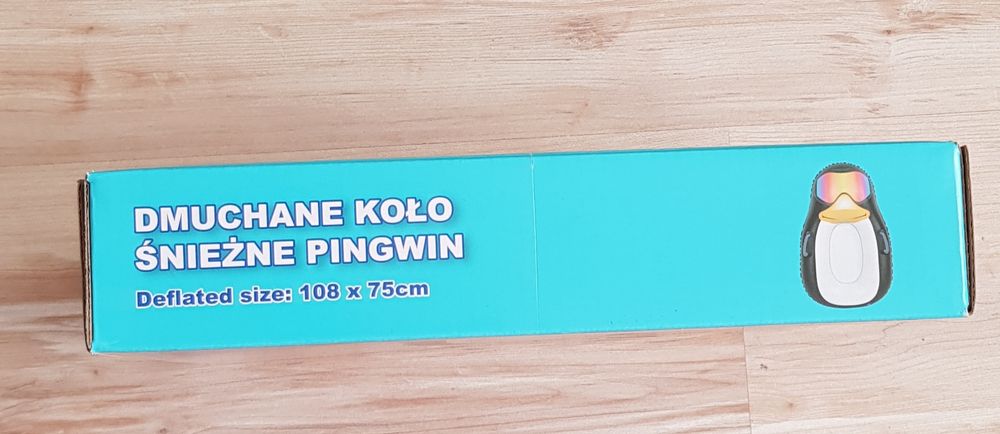 DMUCHANE KOŁO
ŚNIEŻNE PINGWIN
Deflated size: 108 x 75cm